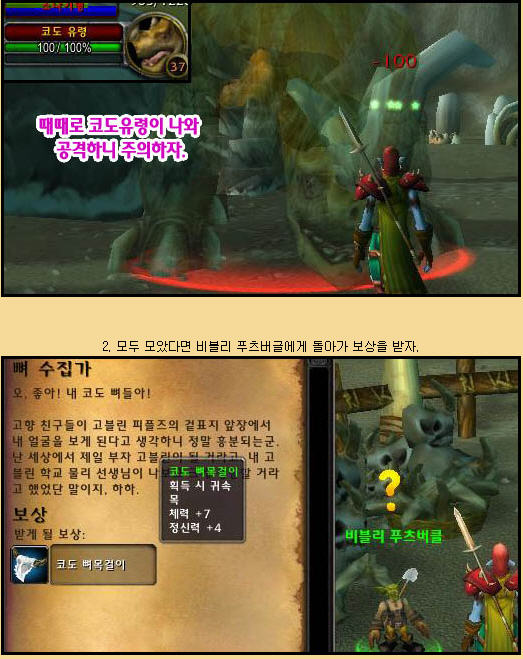 코도 유령
100 / 100%
37
-100
때때로 코도유령이 나와
공격하니 주의하자.
2. 모두 모았다면 비블리 푸츠버글에게 돌아가 보상을 받자.
뼈 수집가
오, 좋아! 내 코도 뼈들아!
고향 친구들이 고블린 피플즈의 겉표지 앞장에서
내 얼굴을 보게 된다고 생각하니 정말 흥분되는군.
난 세상에서 제일 부자 고블린이 될 거라고. 내 고
블린 학교 물리 선생님이 할 거라
고 했었단 말이지, 하하.
코도 뼈목걸이
획득 시 귀속
목
체력 +7
정신력 +4
보상
받게 될 보상:
코도 뼈목걸이
비블리 푸츠버클